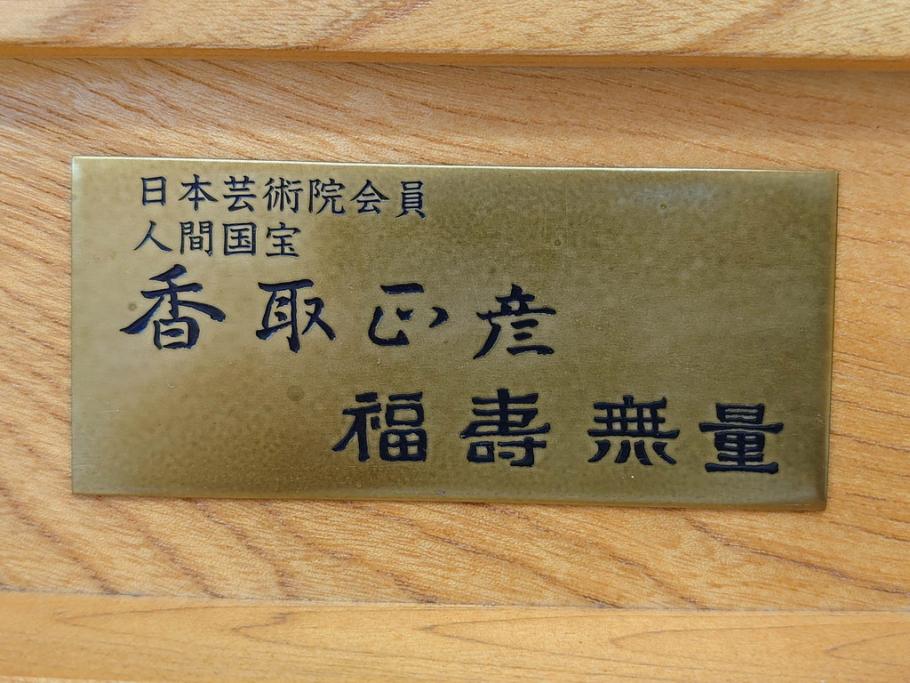 日本芸術院会員
人間国宝
香取正彦
福壽無量